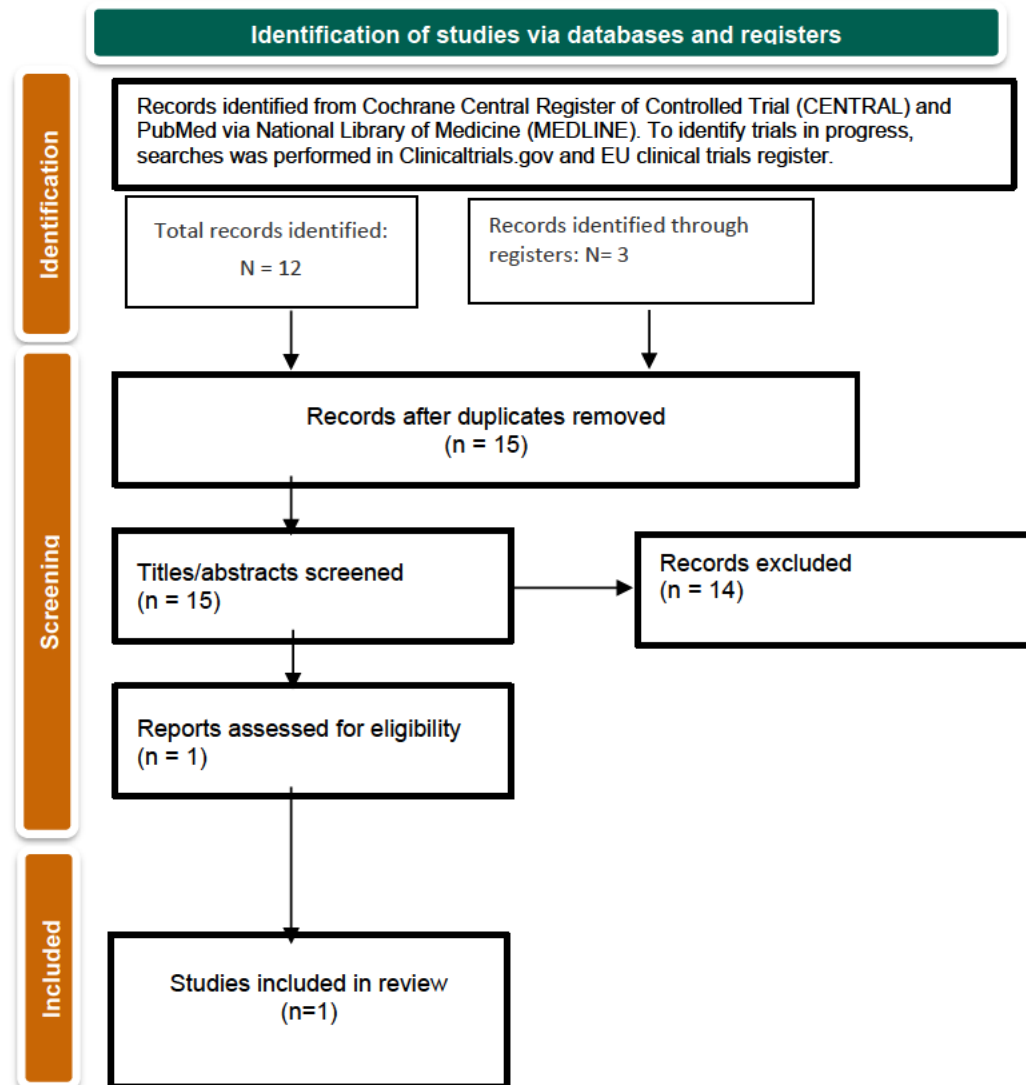 Identification of studies via databases and registers
Identification
Records identified from Cochrane Central Register of Controlled Trial (CENTRAL) and
PubMed via National Library of Medicine (MEDLINE). To identify trials in progress,
searches was performed in Clinicaltrials.gov and EU clinical trials register.
Total records identified:
N = 12
Records identified through
registers: N= 3
Screening
Records after duplicates removed
(n = 15)
Titles/abstracts screened
(n = 15)
Records excluded
(n = 14)
Reports assessed for eligibility
(n = 1)
Included
Studies included in review
(n=1)